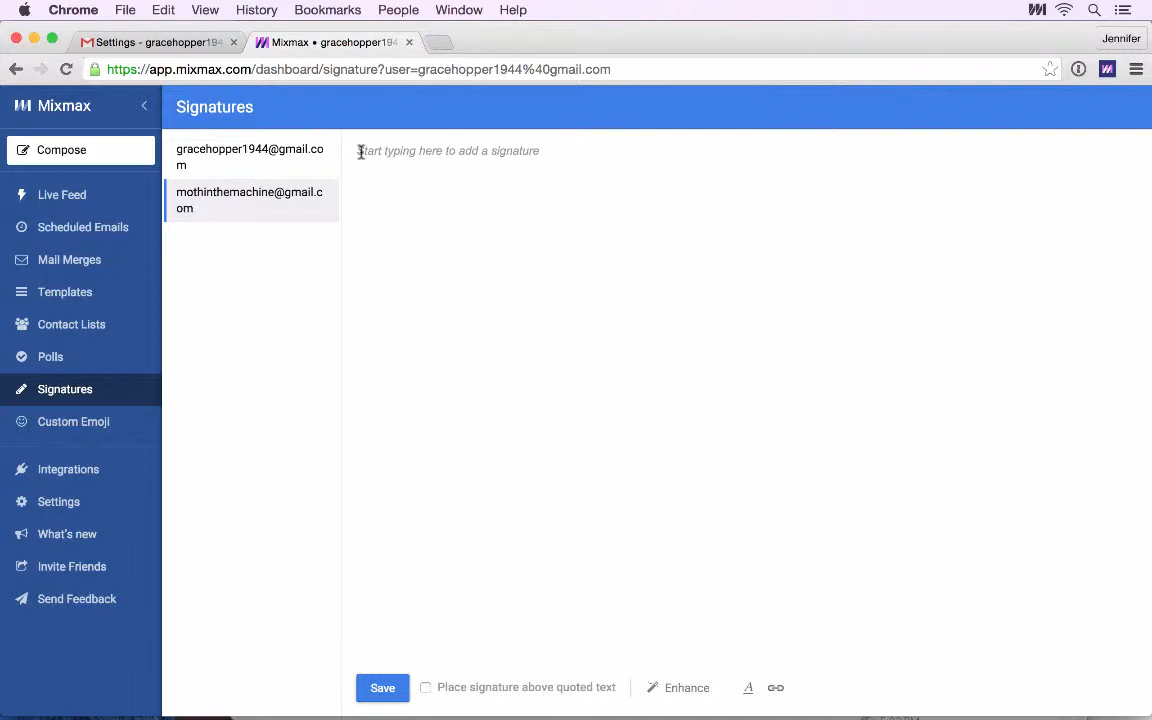 Chrome File Edit View History Bookmarks People Window Help
Settings - gracehopper194
Mixmax • gracehopper194
Jennifer
https://app.mixmax.com/dashboard/signature?user=gracehopper1944%40gmail.com
Mixmax
Signatures
Compose
Live Feed
Scheduled Emails
Mail Merges
Templates
Contact Lists
Polls
Signatures
Custom Emoji
Integrations
Settings
What's new
Invite Friends
Send Feedback
gracehopper1944@gmail.co
m
mothinthemachine@gmail.c
om
Start typing here to add a signature
Save
Place signature above quoted text
Enhance
A